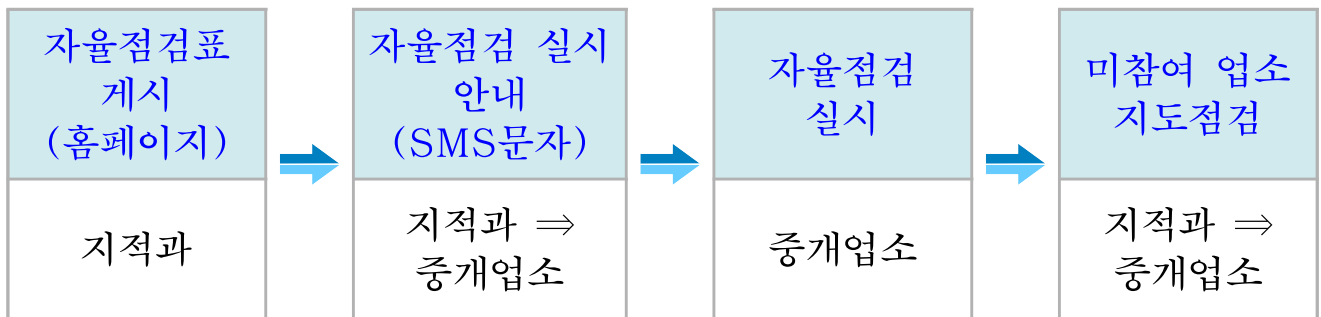 자율점검표
게시
(홈페이지)
지적과
자율점검 실시
안내
(SMS문자)
지적과 ⇒
중개업소
자율점검
실시
중개업소
미참여 업소
지도점검
지적과 ⇒
중개업소